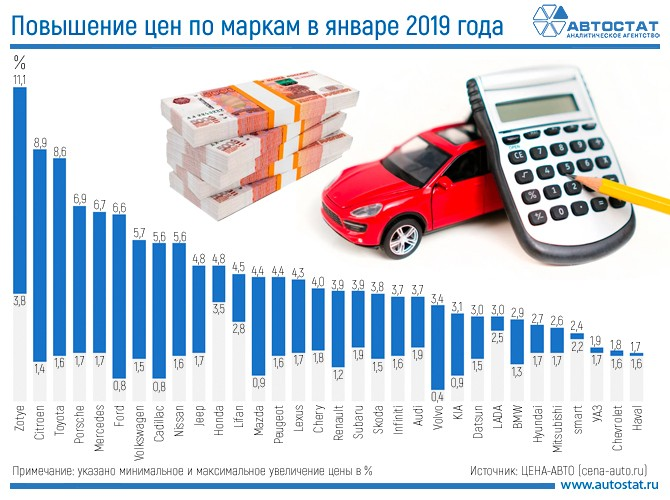 Повышение цен по маркам в январе 2019 года
АВТОСТАТ
АНАЛИТИЧЕСКОЕ АГЕНТСТВО
%
11,1 8,9 8,6 6,9 6,7 6,6 5,7 5,6 5,6 4,8 4,8 4,5 4,4 4,4 4,3 4,0 3,9 3,9 3,8 3,7 3,7 3,4 3,1 3,0 3,0 2,9 2,7 2,6 2,4 1,9 1,8 1,7
3,8 1,4 1,6 1,7 1,7 0,8 1,5 0,8 1,6 1,7 3,5 2,8 0,9 1,6 1,7 1,8 1,2 1,9 1,5 1,6 1,9 0,4 0,9 1,5 2,5 1,3 1,7 1,7 2,2 1,7 1,6 1,6
Zotye Citroen Toyota Porsche Mercedes Ford Volkswagen Cadillac Nissan Jeep Honda Lifan Mazda Peugeot Lexus Chery Renault Subaru Skoda Infiniti Audi Volvo KIA Datsun LADA BMW Hyundai Mitsubishi smart УАЗ Chevrolet Haval
Примечание: указано минимальное и максимальное увеличение цены в %
Источник: ЦЕНА-АВТО (cena-auto.ru)
www.autostat.ru